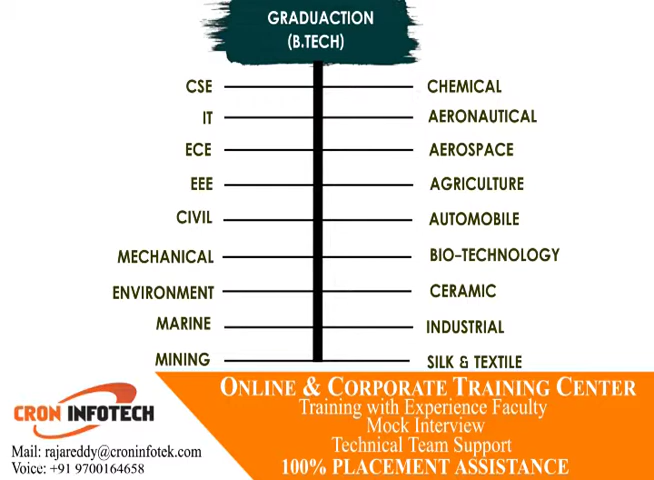 GRADUACTION
(B.TECH)
CSE CHEMICAL
IT AERONAUTICAL
ECE AEROSPACE
EEE AGRICULTURE
CIVIL AUTOMOBILE
MECHANICAL BIO-TECHNOLOGY
ENVIRONMENT CERAMIC
MARINE INDUSTRIAL
MINING SILK & TEXTILE
CRON INFOTECH
Mail: rajareddy@croninfotek.com
Voice: +91 9700164658
ONLINE & CORPORATE TRAINING CENTER
Training with Experience Faculty
Mock Interview
Technical Team Support
100% PLACEMENT ASSISTANCE